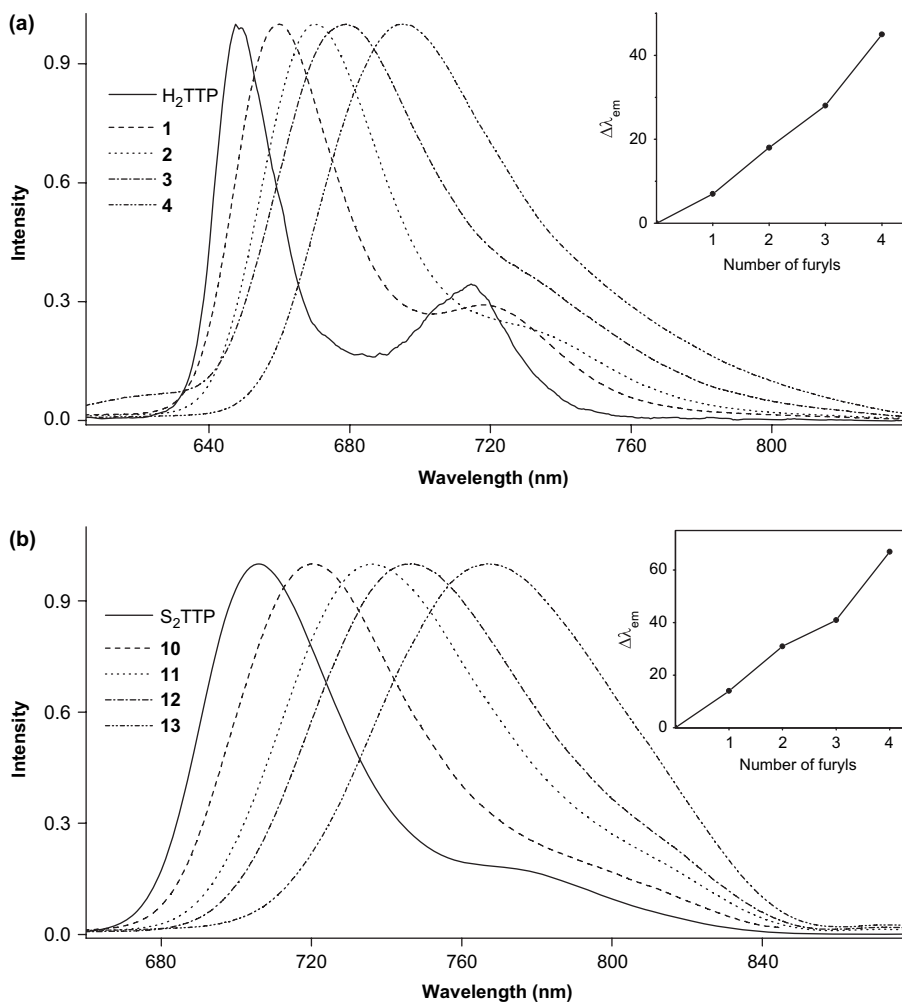 (a)
0.9
0.6
0.3
0.0
Intensity
H₂TTP
1
2
3
4
640 680 720 760 800
Wavelength (nm)
40
20
0
Δλem
1 2 3 4
Number of furyls
(b)
0.9
0.6
0.3
0.0
Intensity
S₂TTP
10
11
12
13
680 720 760 800 840
Wavelength (nm)
60
40
20
0
Δλem
1 2 3 4
Number of furyls